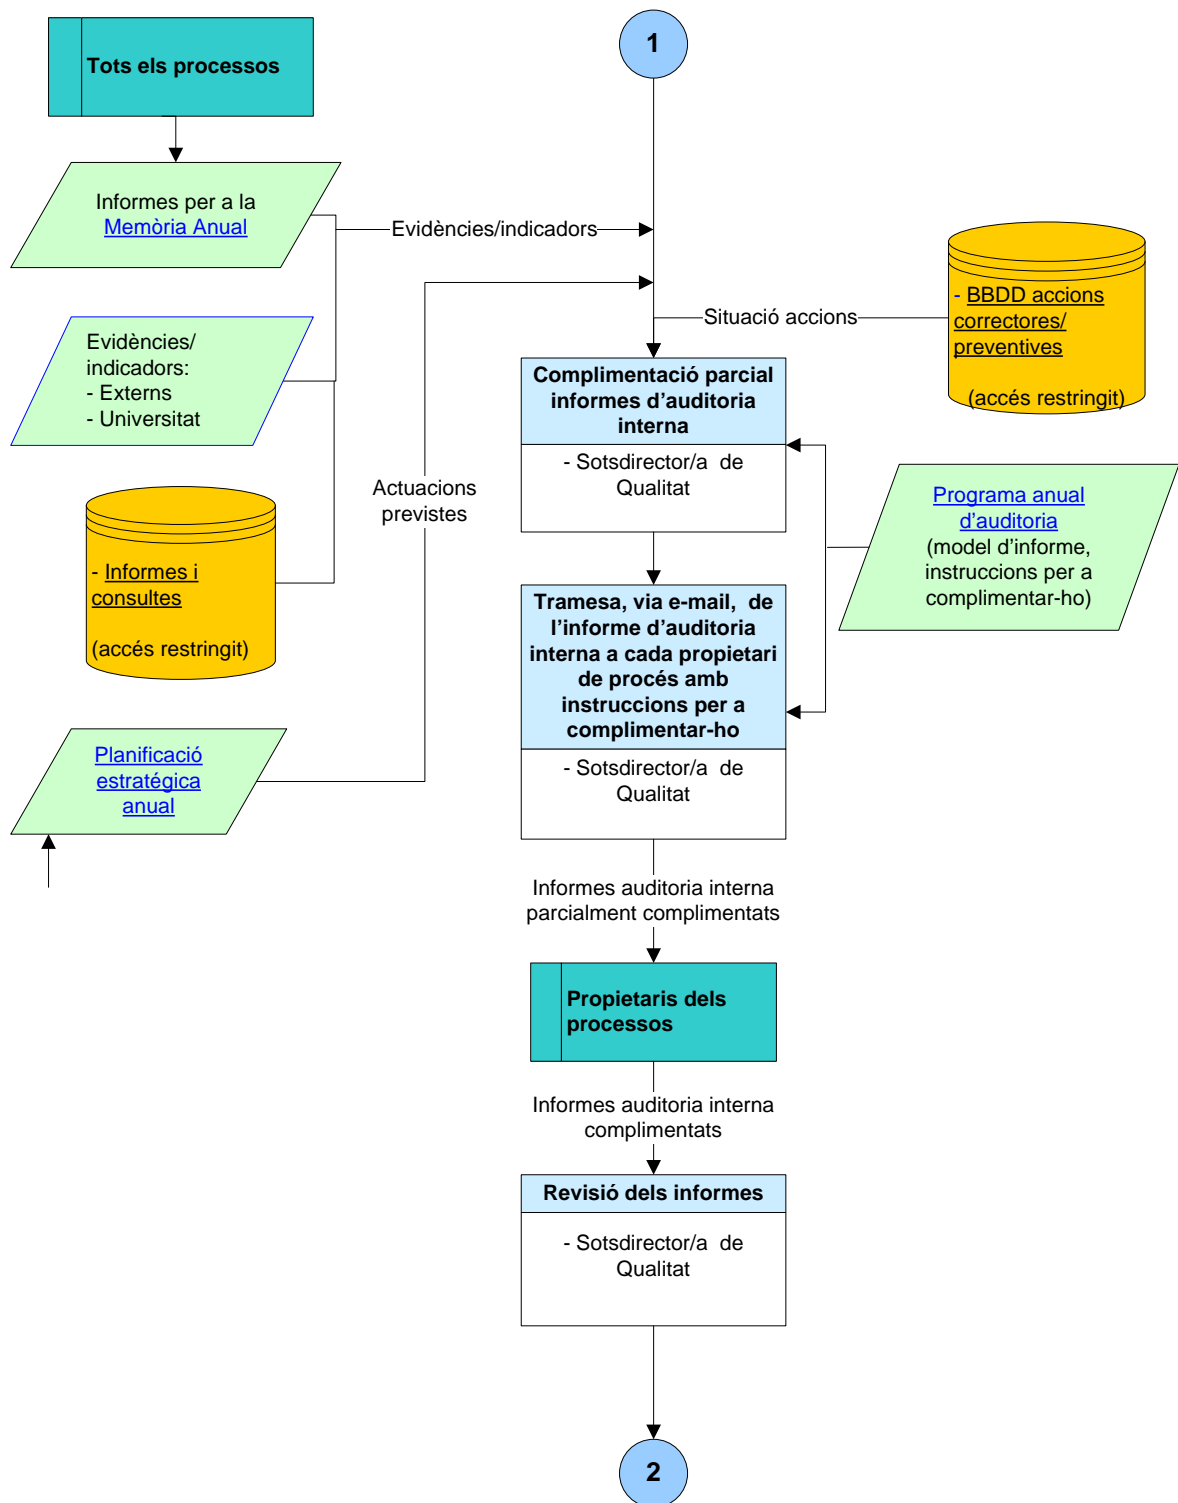 1
Tots els processos
Informes per a la
Memòria Anual
Evidències/indicadors
- BBDD accions
correctores/
preventives
(accés restringit)
Situació accions
Evidències/
indicadors:
- Externs
- Universitat
Complimentació parcial
informes d’auditoria
interna
- Sotsdirector/a de
Qualitat
Actuacions
previstes
Programa anual
d’auditoria
(model d’informe,
instruccions per a
complimentar-ho)
- Informes i
consultes
(accés restringit)
Tramesa, via e-mail, de
l’informe d’auditoria
interna a cada propietari
de procés amb
instruccions per a
complimentar-ho
- Sotsdirector/a de
Qualitat
Planificació
estratégica
anual
Informes auditoria interna
parcialment complimentats
Propietaris dels
processos
Informes auditoria interna
complimentats
Revisió dels informes
- Sotsdirector/a de
Qualitat
2